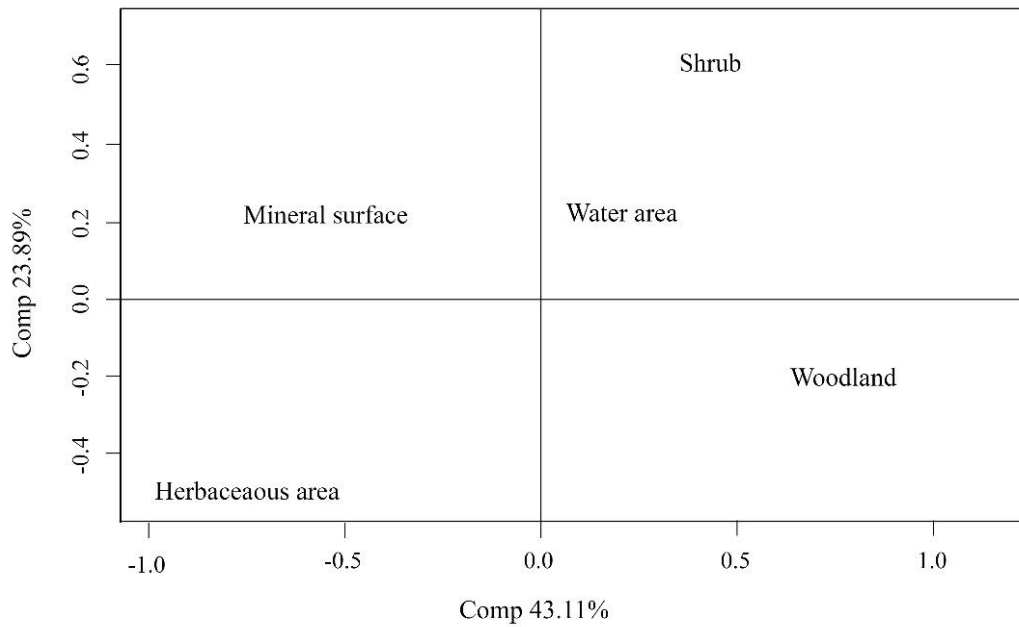 Comp 23.89%
0.6
0.4
0.2
0.0
-0.2
-0.4
Shrub
Mineral surface
Water area
Woodland
Herbaceaous area
-1.0
-0.5
0.0
0.5
1.0
Comp 43.11%